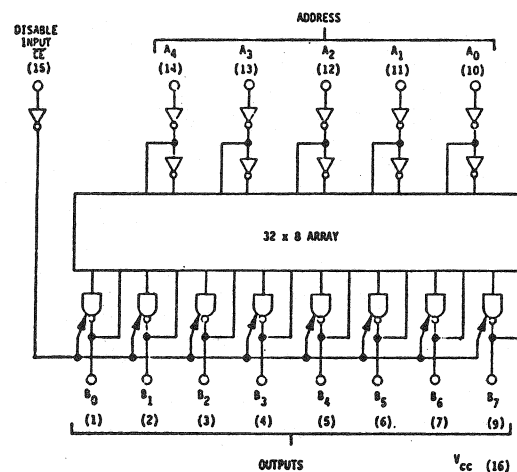 ADDRESS
DISABLE
INPUT
CE
(15)
A4 A3 A2 A1 A0
(14) (13) (12) (11) (10)
32 x 8 ARRAY
B0 B1 B2 B3 B4 B5 B6 B7
(1) (2) (3) (4) (5) (6) (7) (9)
OUTPUTS
Vcc (16)